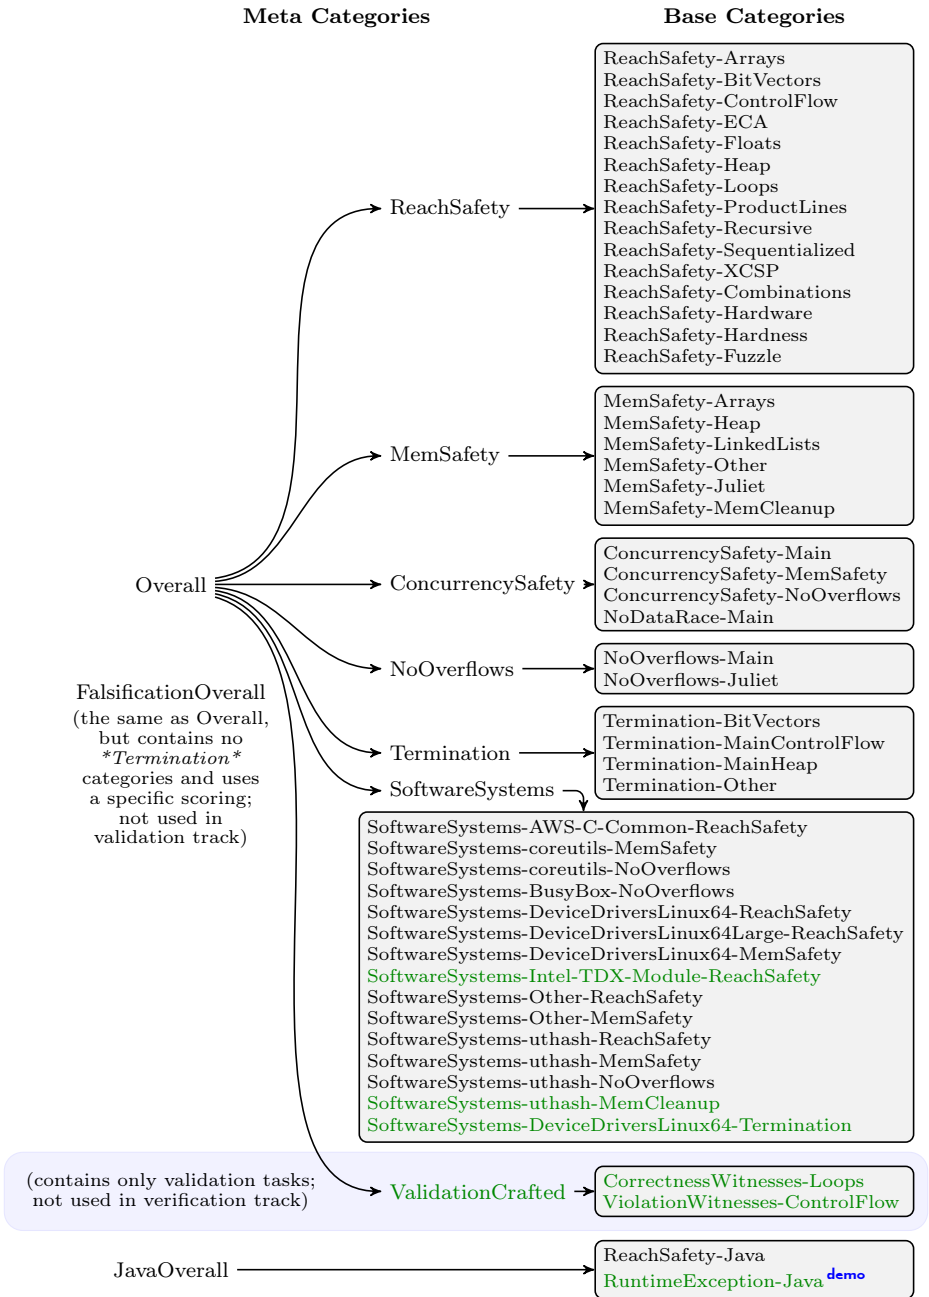 Meta Categories
Base Categories
ReachSafety-Arrays
ReachSafety-BitVectors
ReachSafety-ControlFlow
ReachSafety-ECA
ReachSafety-Floats
ReachSafety-Heap
ReachSafety-Loops
ReachSafety-ProductLines
ReachSafety-Recursive
ReachSafety-Sequentialized
ReachSafety-XCSP
ReachSafety-Combinations
ReachSafety-Hardware
ReachSafety-Hardness
ReachSafety-Fuzzle
ReachSafety
MemSafety-Arrays
MemSafety-Heap
MemSafety-LinkedLists
MemSafety-Other
MemSafety-Juliet
MemSafety-MemCleanup
MemSafety
ConcurrencySafety-Main
ConcurrencySafety-MemSafety
ConcurrencySafety-NoOverflows
NoDataRace-Main
Overall
ConcurrencySafety
NoOverflows-Main
NoOverflows-Juliet
NoOverflows
FalsificationOverall
(the same as Overall,
but contains no
*Termination*
categories and uses
a specific scoring;
not used in
validation track)
Termination-BitVectors
Termination-MainControlFlow
Termination-MainHeap
Termination-Other
Termination
SoftwareSystems
SoftwareSystems-AWS-C-Common-ReachSafety
SoftwareSystems-coreutils-MemSafety
SoftwareSystems-coreutils-NoOverflows
SoftwareSystems-BusyBox-NoOverflows
SoftwareSystems-DeviceDriversLinux64-ReachSafety
SoftwareSystems-DeviceDriversLinux64Large-ReachSafety
SoftwareSystems-DeviceDriversLinux64-MemSafety
SoftwareSystems-Intel-TDX-Module-ReachSafety
SoftwareSystems-Other-ReachSafety
SoftwareSystems-Other-MemSafety
SoftwareSystems-uthash-ReachSafety
SoftwareSystems-uthash-MemSafety
SoftwareSystems-uthash-NoOverflows
SoftwareSystems-uthash-MemCleanup
SoftwareSystems-DeviceDriversLinux64-Termination
(contains only validation tasks;
not used in verification track)
ValidationCrafted
CorrectnessWitnesses-Loops
ViolationWitnesses-ControlFlow
JavaOverall
ReachSafety-Java
RuntimeException-Java demo